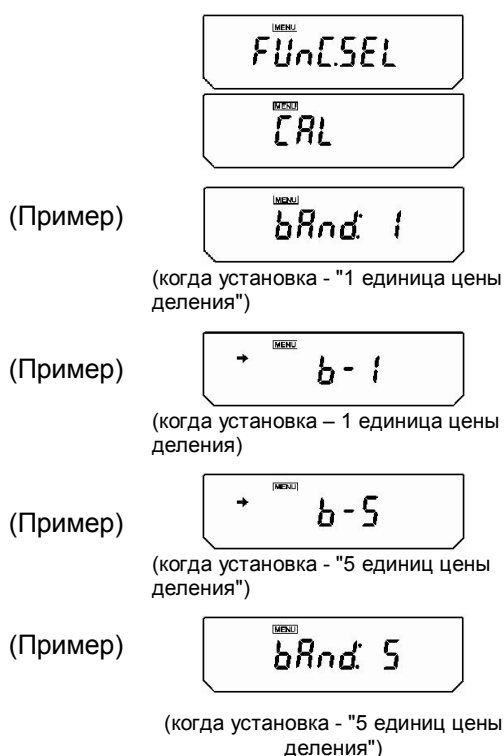 MENU
FUnC.SEL
MENU
CAL
(Пример)
MENU
bAnd: 1
(когда установка - "1 единица цены
деления")
(Пример)
→ MENU
b-1
(когда установка – 1 единица цены
деления)
(Пример)
→ MENU
b-5
(когда установка - "5 единиц цены
деления")
(Пример)
MENU
bAnd: 5
(когда установка - "5 единиц цены
деления")